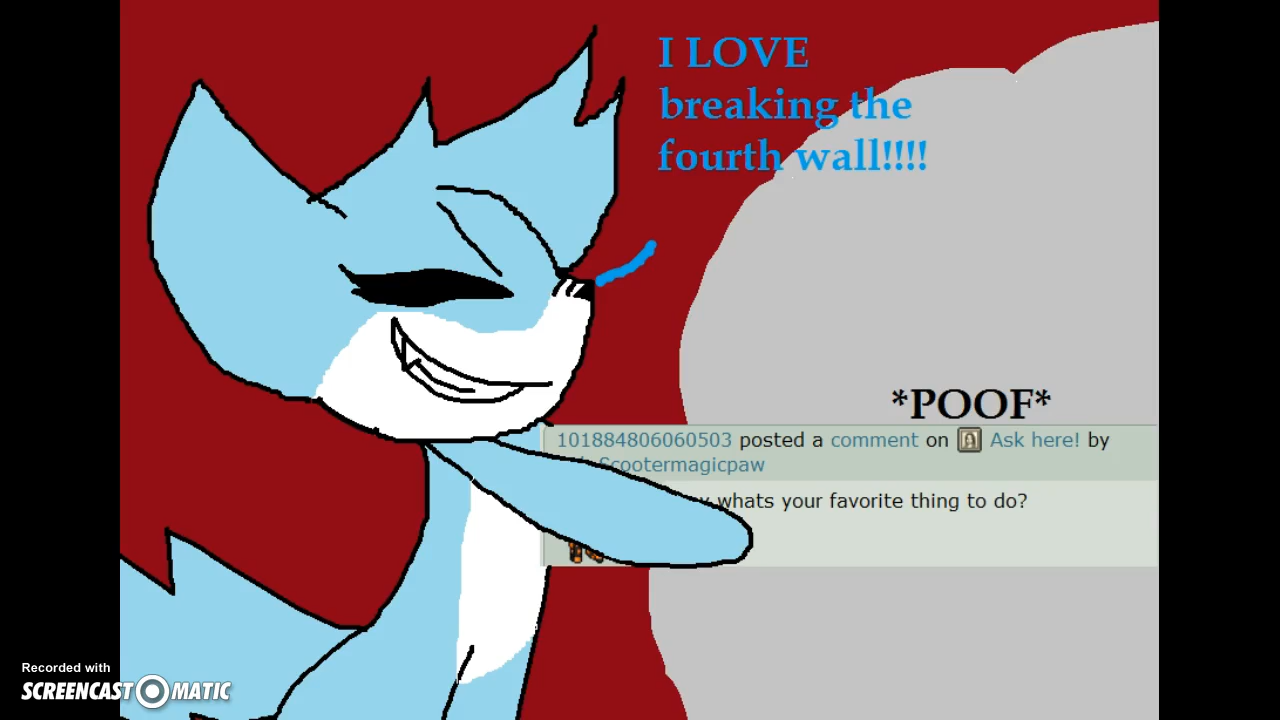 I LOVE
breaking the
fourth wall!!!!
*POOF*
101884806060503 posted a comment on Ask here! by
Scootermagicpaw
whats your favorite thing to do?
Recorded with
SCREENCAST MATIC